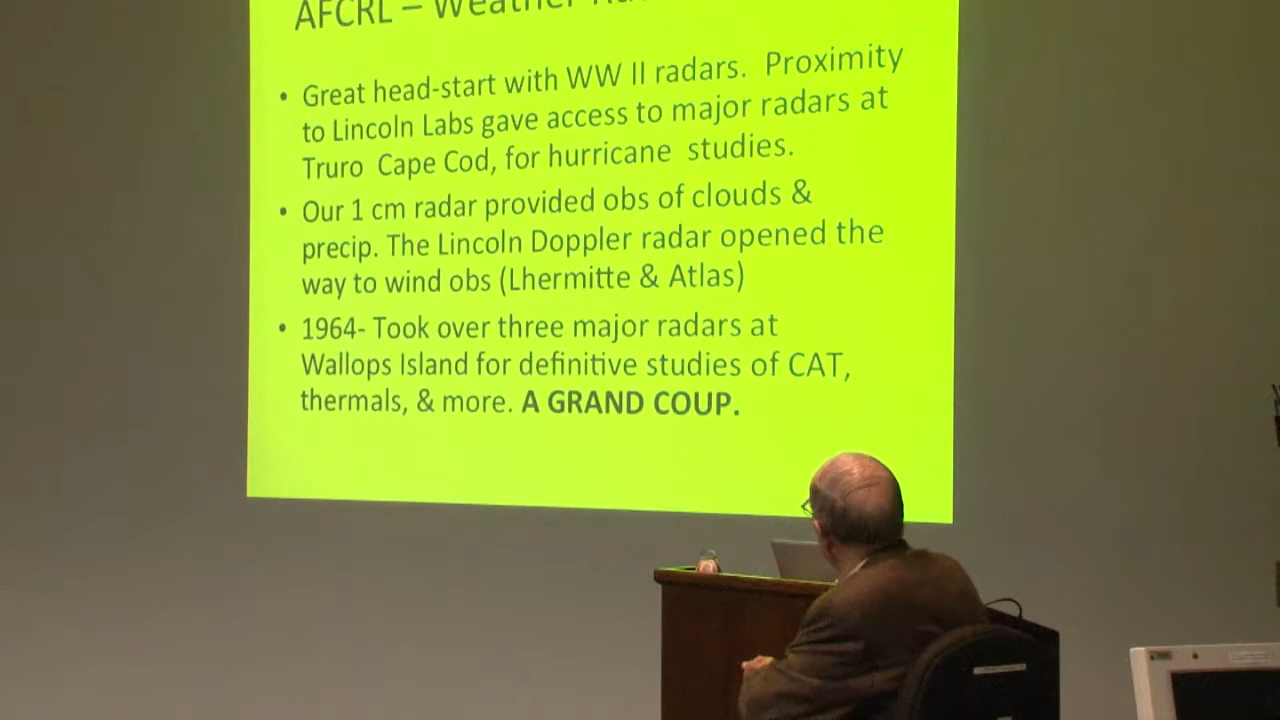 AFCRL – Weather
• Great head-start with WW II radars. Proximity
to Lincoln Labs gave access to major radars at
Truro Cape Cod, for hurricane studies.
• Our 1 cm radar provided obs of clouds &
precip. The Lincoln Doppler radar opened the
way to wind obs (Lhermitte & Atlas)
• 1964- Took over three major radars at
Wallops Island for definitive studies of CAT,
thermals, & more. A GRAND COUP.